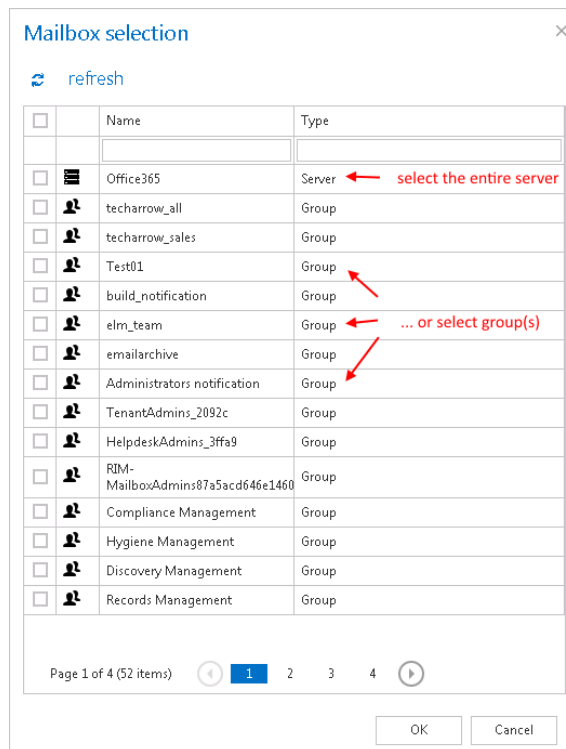 Mailbox selection
refresh
Name Type
Office365 Server select the entire server
techarrow_all Group
techarrow_sales Group
Test01 Group
build_notification Group
elm_team Group ... or select group(s)
emailarchive Group
Administrators notification Group
TenantAdmins_2092c Group
HelpdeskAdmins_3ffa9 Group
RIM-
MailboxAdmins87a5acd646e1460 Group
Compliance Management Group
Hygiene Management Group
Discovery Management Group
Records Management Group
Page 1 of 4 (52 items) 1 2 3 4
OK Cancel